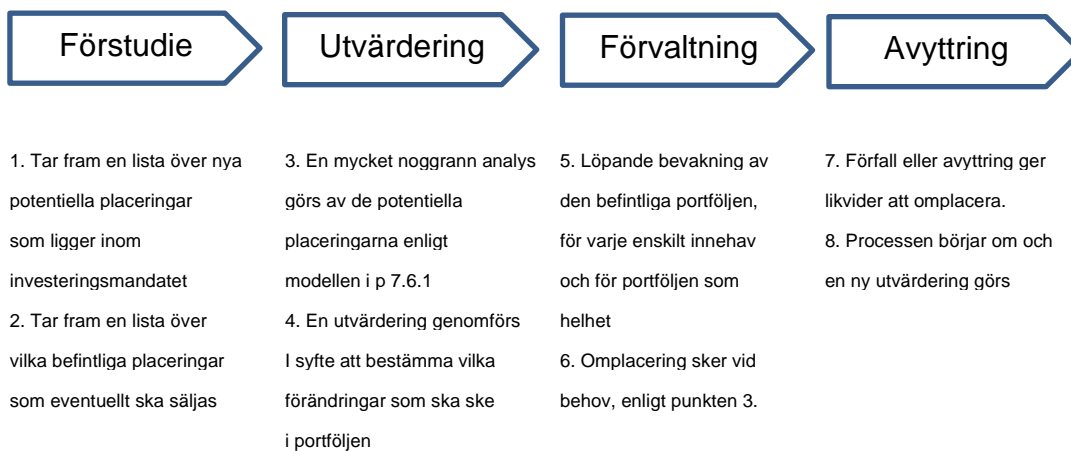 Förstudie
Utvärdering
Förvaltning
Avyttring
1. Tar fram en lista över nya
potentiella placeringar
som ligger inom
investeringsmandatet
2. Tar fram en lista över
vilka befintliga placeringar
som eventuellt ska säljas
3. En mycket noggrann analys
görs av de potentiella
placeringarna enligt
modellen i p 7.6.1
4. En utvärdering genomförs
I syfte att bestämma vilka
förändringar som ska ske
i portföljen
5. Löpande bevakning av
den befintliga portföljen,
för varje enskilt innehav
och för portföljen som
helhet
6. Omplacering sker vid
behov, enligt punkten 3.
7. Förfall eller avyttring ger
likvider att omplacera.
8. Processen börjar om och
en ny utvärdering görs